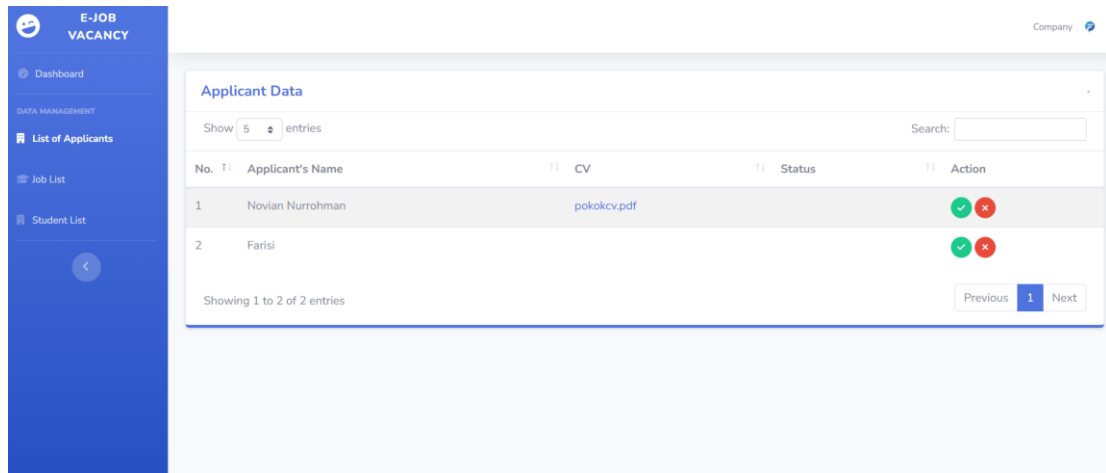 E-JOB
VACANCY
Company
Dashboard
DATA MANAGEMENT
List of Applicants
Job List
Student List
Applicant Data
Show 5 entries
Search:
No. Applicant's Name CV Status Action
1 Novian Nurrohman pokokcv.pdf
2 Farisi
Showing 1 to 2 of 2 entries
Previous 1 Next